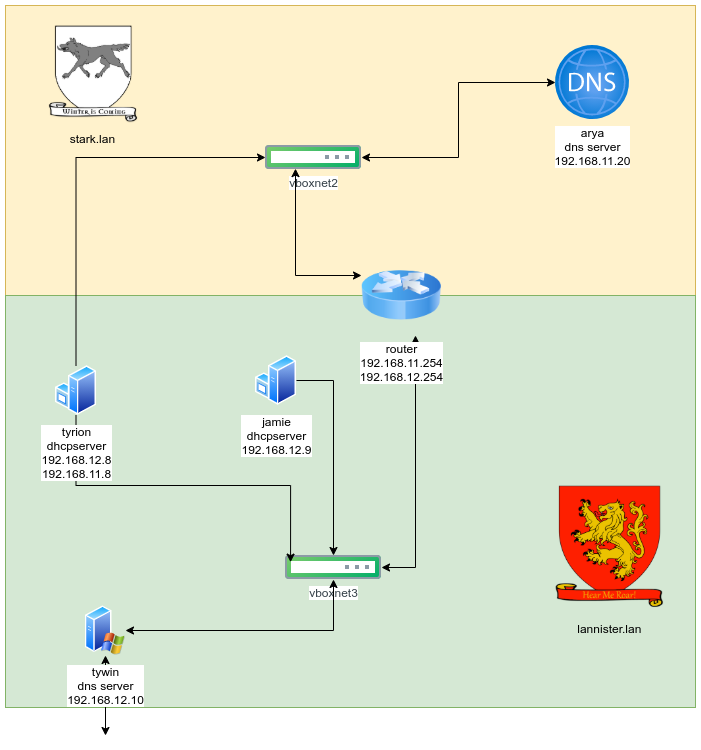 Winter is Coming
stark.lan
DNS
arya
dns server
192.168.11.20
vboxnet2
router
192.168.11.254
192.168.12.254
tyrion
dhcpserver
192.168.12.8
192.168.11.8
jamie
dhcpserver
192.168.12.9
vboxnet3
Hear Me Roar!
lannister.lan
tywin
dns server
192.168.12.10